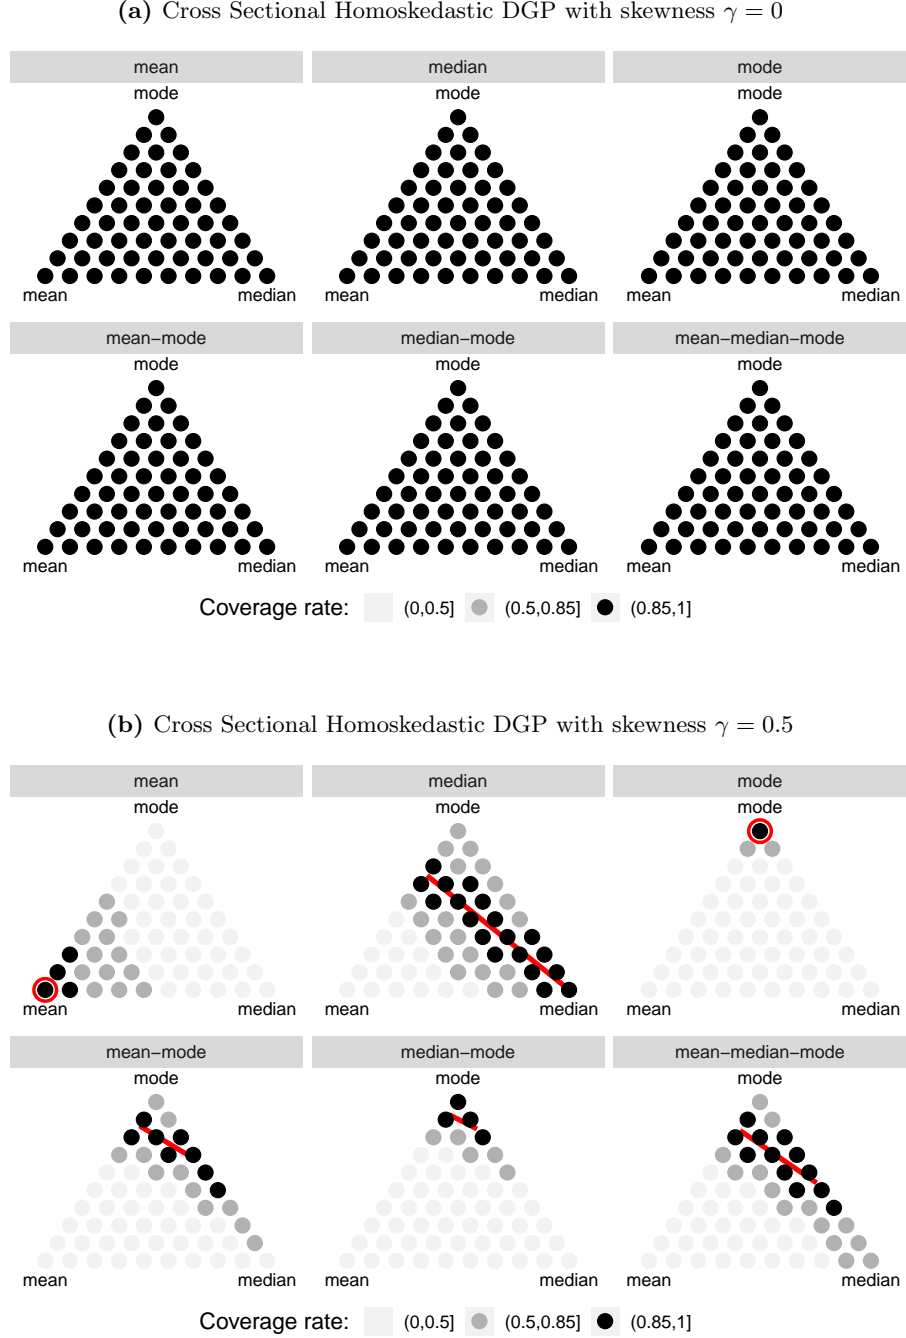 (a) Cross Sectional Homoskedastic DGP with skewness γ = 0
mean median mode
mode mode mode
mean median mean median mean median
mean−mode median−mode mean−median−mode
mode mode mode
mean median mean median mean median
Coverage rate: (0,0.5] (0.5,0.85] (0.85,1]
(b) Cross Sectional Homoskedastic DGP with skewness γ = 0.5
mean median mode
mode mode mode
mean median mean median mean median
mean−mode median−mode mean−median−mode
mode mode mode
mean median mean median mean median
Coverage rate: (0,0.5] (0.5,0.85] (0.85,1]